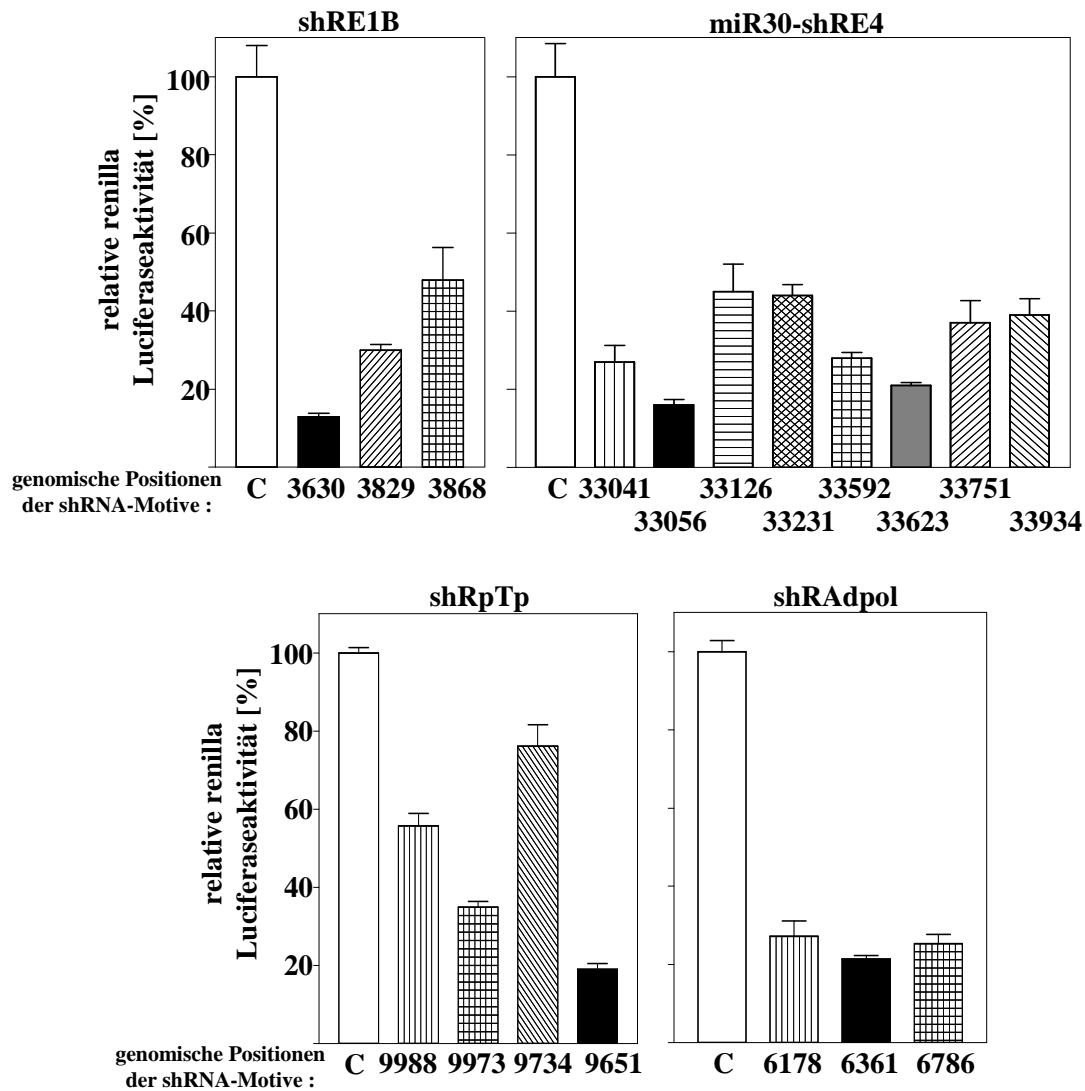 shRE1B
miR30-shRE4
relative renilla
Luciferaseaktivität [%]
100
80
60
40
20
genomische Positionen
der shRNA-Motive :
C 3630 3829 3868
C 33041 33126 33592 33751
33056 33231 33623 33934
shRpTp
shRAdpol
relative renilla
Luciferaseaktivität [%]
100
80
60
40
20
genomische Positionen
der shRNA-Motive :
C 9988 9973 9734 9651
C 6178 6361 6786